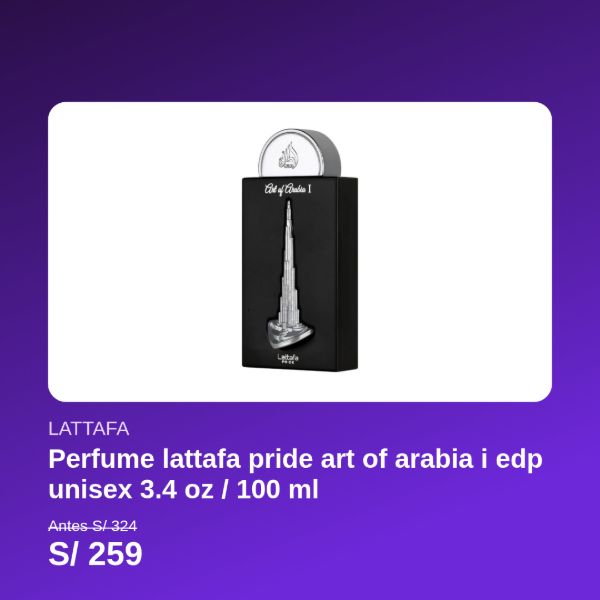 Art of Arabia I
Lattafa
PRIDE
LATTAFA
Perfume lattafa pride art of arabia i edp
unisex 3.4 oz / 100 ml
Antes S/ 324
S/ 259